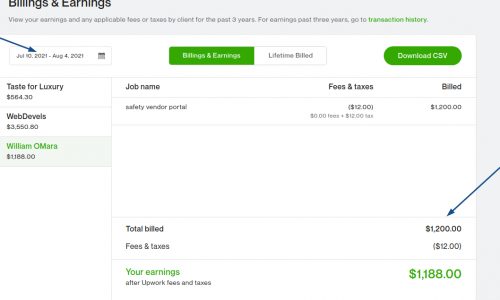 Billings & Earnings
View your earnings and any applicable fees or taxes by client for the past 3 years. For earnings past three years, go to transaction history.
Jul 10, 2021 - Aug 4, 2021
Billings & Earnings
Lifetime Billed
Download CSV
Taste for Luxury
$564.30
WebDevels
$3,550.80
William OMara
$1,188.00
Job name Fees & taxes Billed
safety vendor portal ($12.00) $1,200.00
$0.00 fees + $12.00 tax
Total billed $1,200.00
Fees & taxes ($12.00)
Your earnings $1,188.00
after Upwork fees and taxes